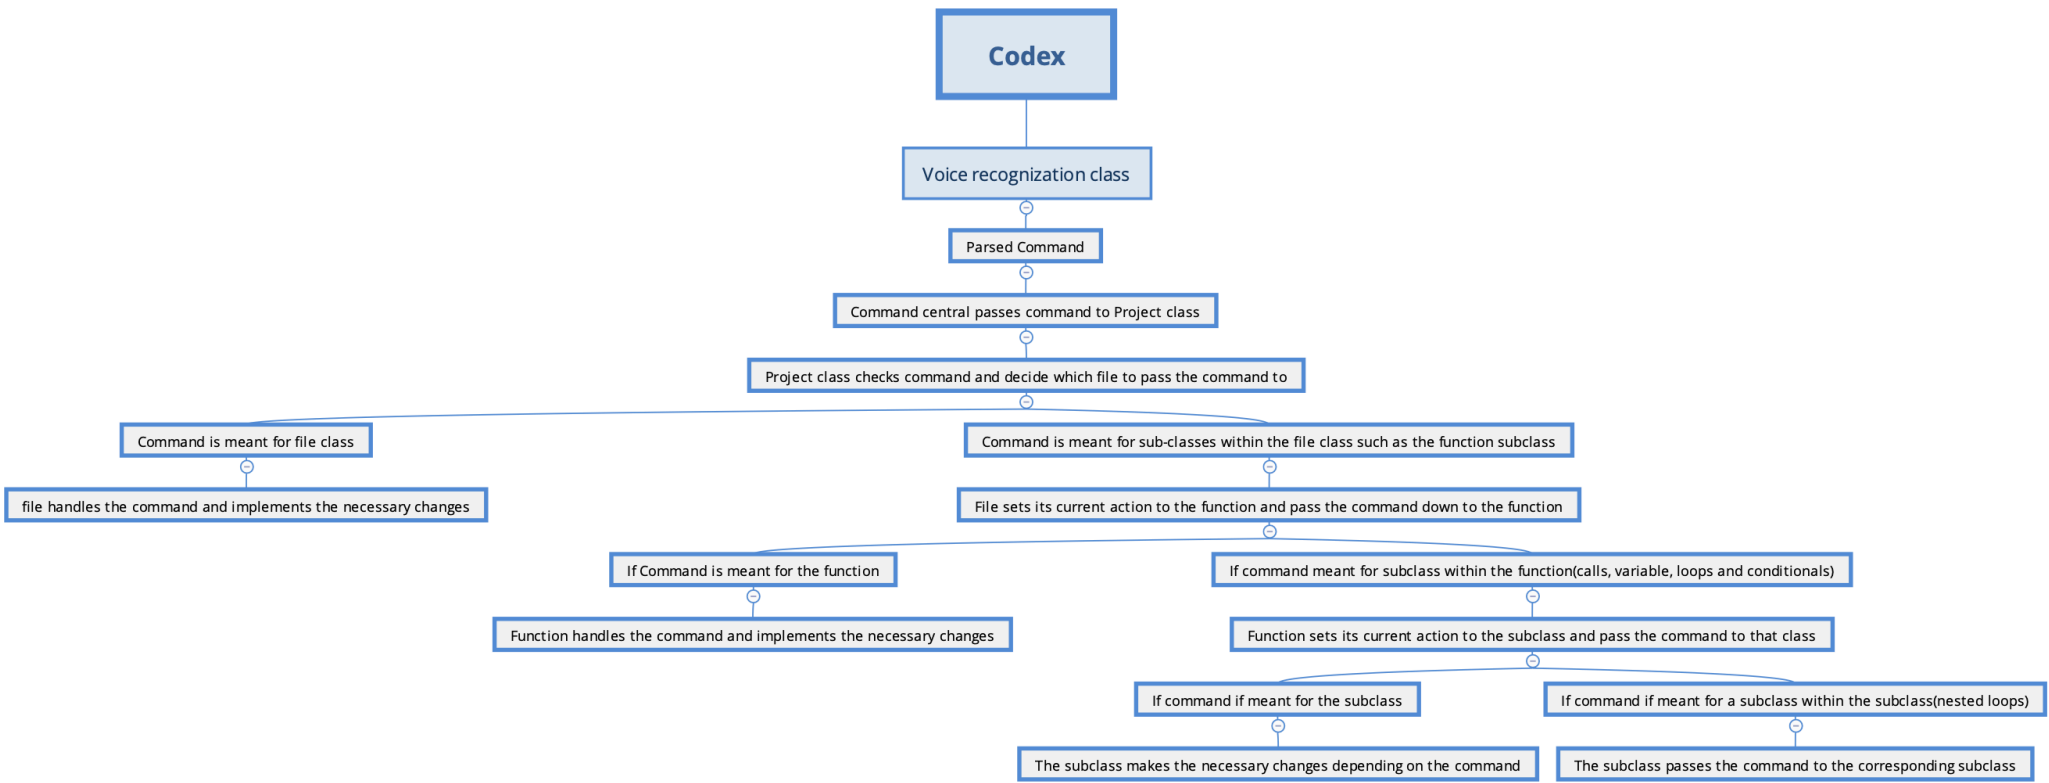 Codex
Voice recognization class
Parsed Command
Command central passes command to Project class
Project class checks command and decide which file to pass the command to
Command is meant for file class
Command is meant for sub-classes within the file class such as the function subclass
file handles the command and implements the necessary changes
File sets its current action to the function and pass the command down to the function
If Command is meant for the function
If command meant for subclass within the function(calls, variable, loops and conditionals)
Function handles the command and implements the necessary changes
Function sets its current action to the subclass and pass the command to that class
If command if meant for the subclass
If command if meant for a subclass within the subclass(nested loops)
The subclass makes the necessary changes depending on the command
The subclass passes the command to the corresponding subclass